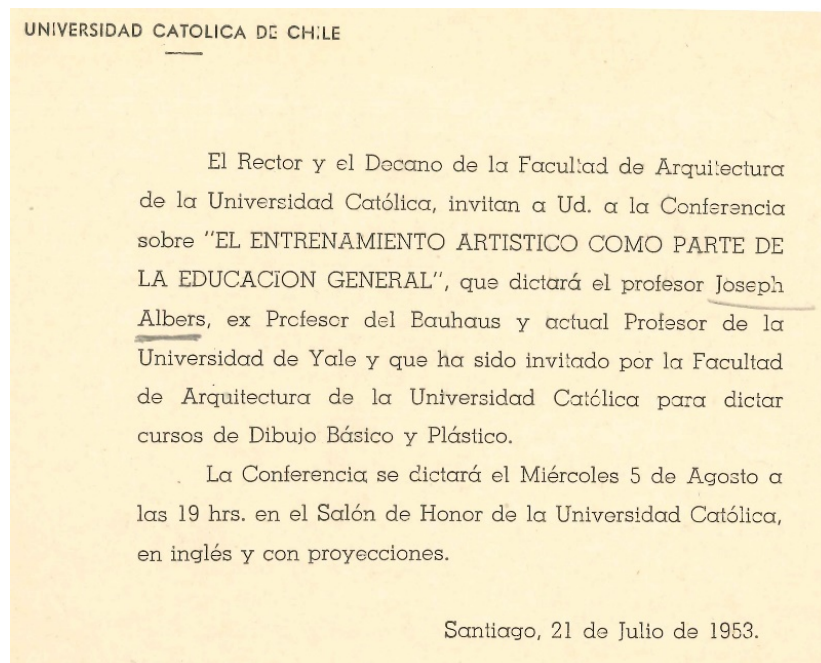 UNIVERSIDAD CATOLICA DE CHILE
El Rector y el Decano de la Facultad de Arquitectura
de la Universidad Católica, invitan a Ud. a la Conferencia
sobre "EL ENTRENAMIENTO ARTISTICO COMO PARTE DE
LA EDUCACION GENERAL", que dictará el profesor Joseph
Albers, ex Profesor del Bauhaus y actual Profesor de la
Universidad de Yale y que ha sido invitado por la Facultad
de Arquitectura de la Universidad Católica para dictar
cursos de Dibujo Básico y Plástico.
La Conferencia se dictará el Miércoles 5 de Agosto a
las 19 hrs. en el Salón de Honor de la Universidad Católica,
en inglés y con proyecciones.
Santiago, 21 de Julio de 1953.